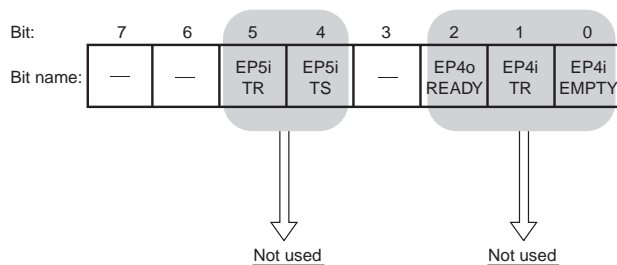 Bit: 7 6 5 4 3 2 1 0
Bit name: — — EP5i TR EP5i TS — EP4o READY EP4i TR EP4i EMPTY
Not used Not used